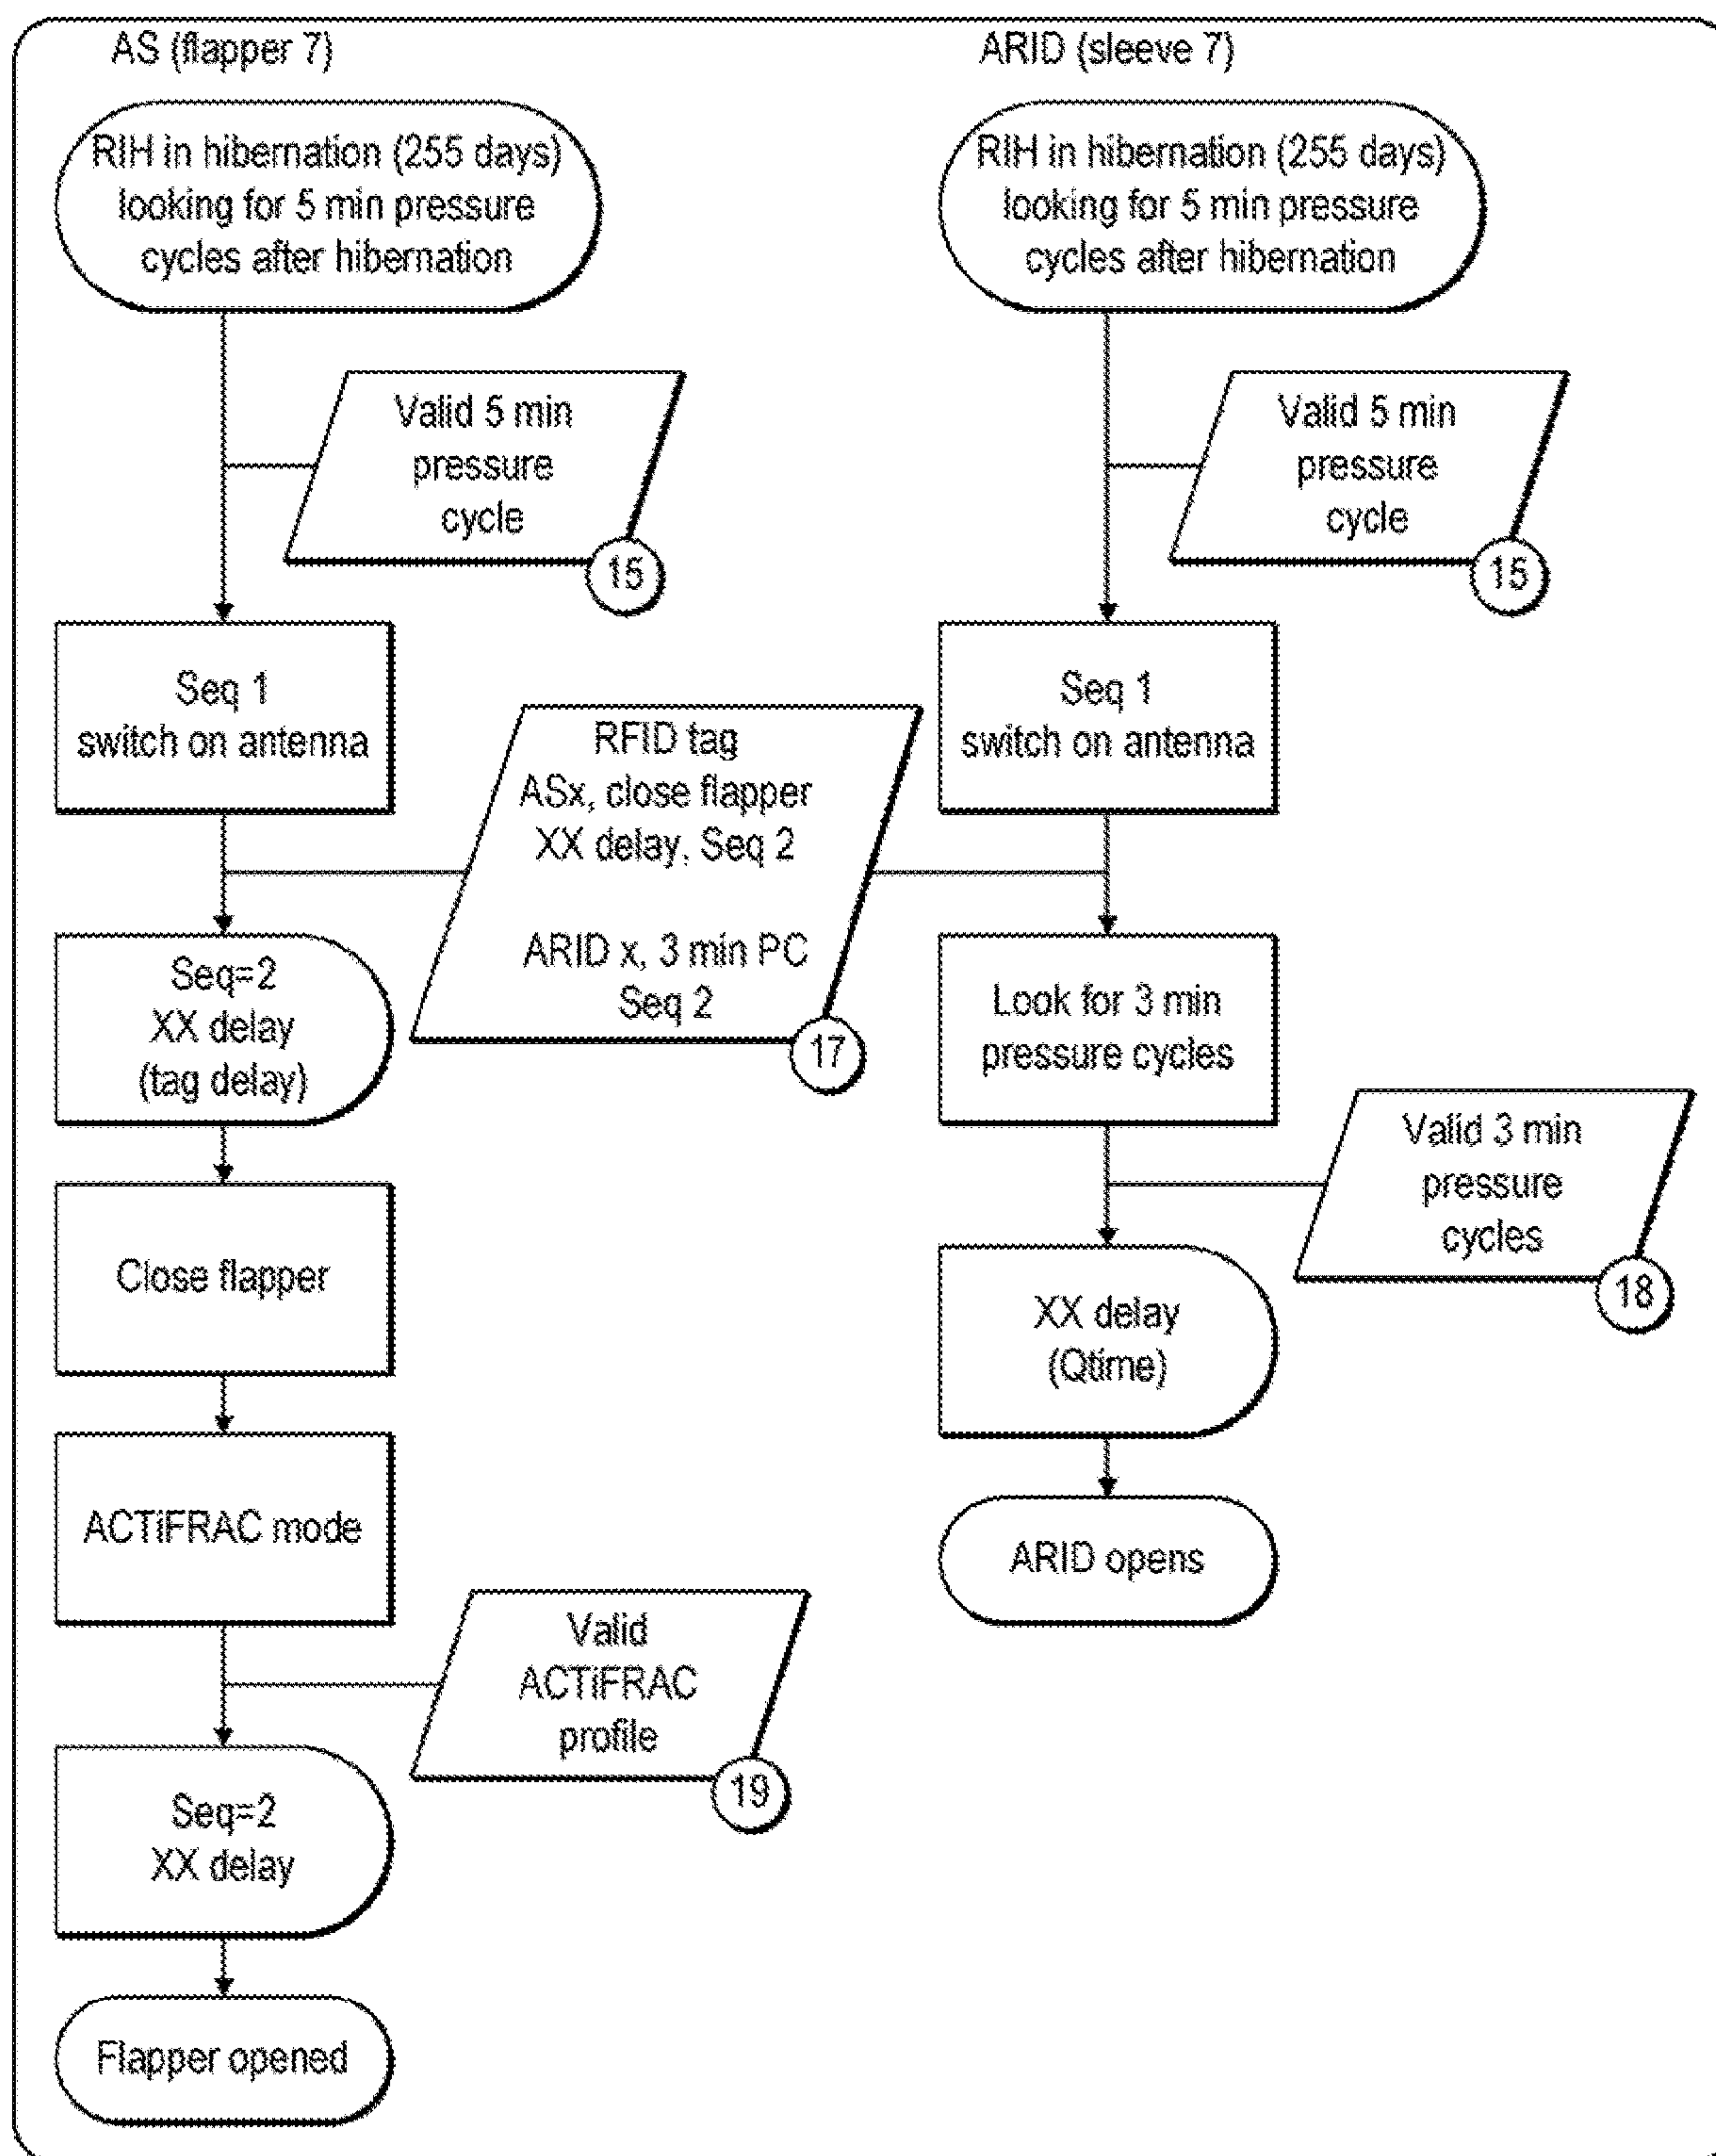 AS (flapper 7)
RIH in hibernation (255 days)
looking for 5 min pressure
cycles after hibernation
Valid 5 min
pressure
cycle
15
Seq 1
switch on antenna
RFID tag
ASx, close flapper
XX delay, Seq 2
ARID x, 3 min PC
Seq 2
17
Seq=2
XX delay
(tag delay)
Close flapper
ACTiFRAC mode
Valid
ACTiFRAC
profile
19
Seq=2
XX delay
Flapper opened
ARID (sleeve 7)
RIH in hibernation (255 days)
looking for 5 min pressure
cycles after hibernation
Valid 5 min
pressure
cycle
15
Seq 1
switch on antenna
Look for 3 min
pressure cycles
Valid 3 min
pressure
cycles
18
XX delay
(Qtime)
ARID opens